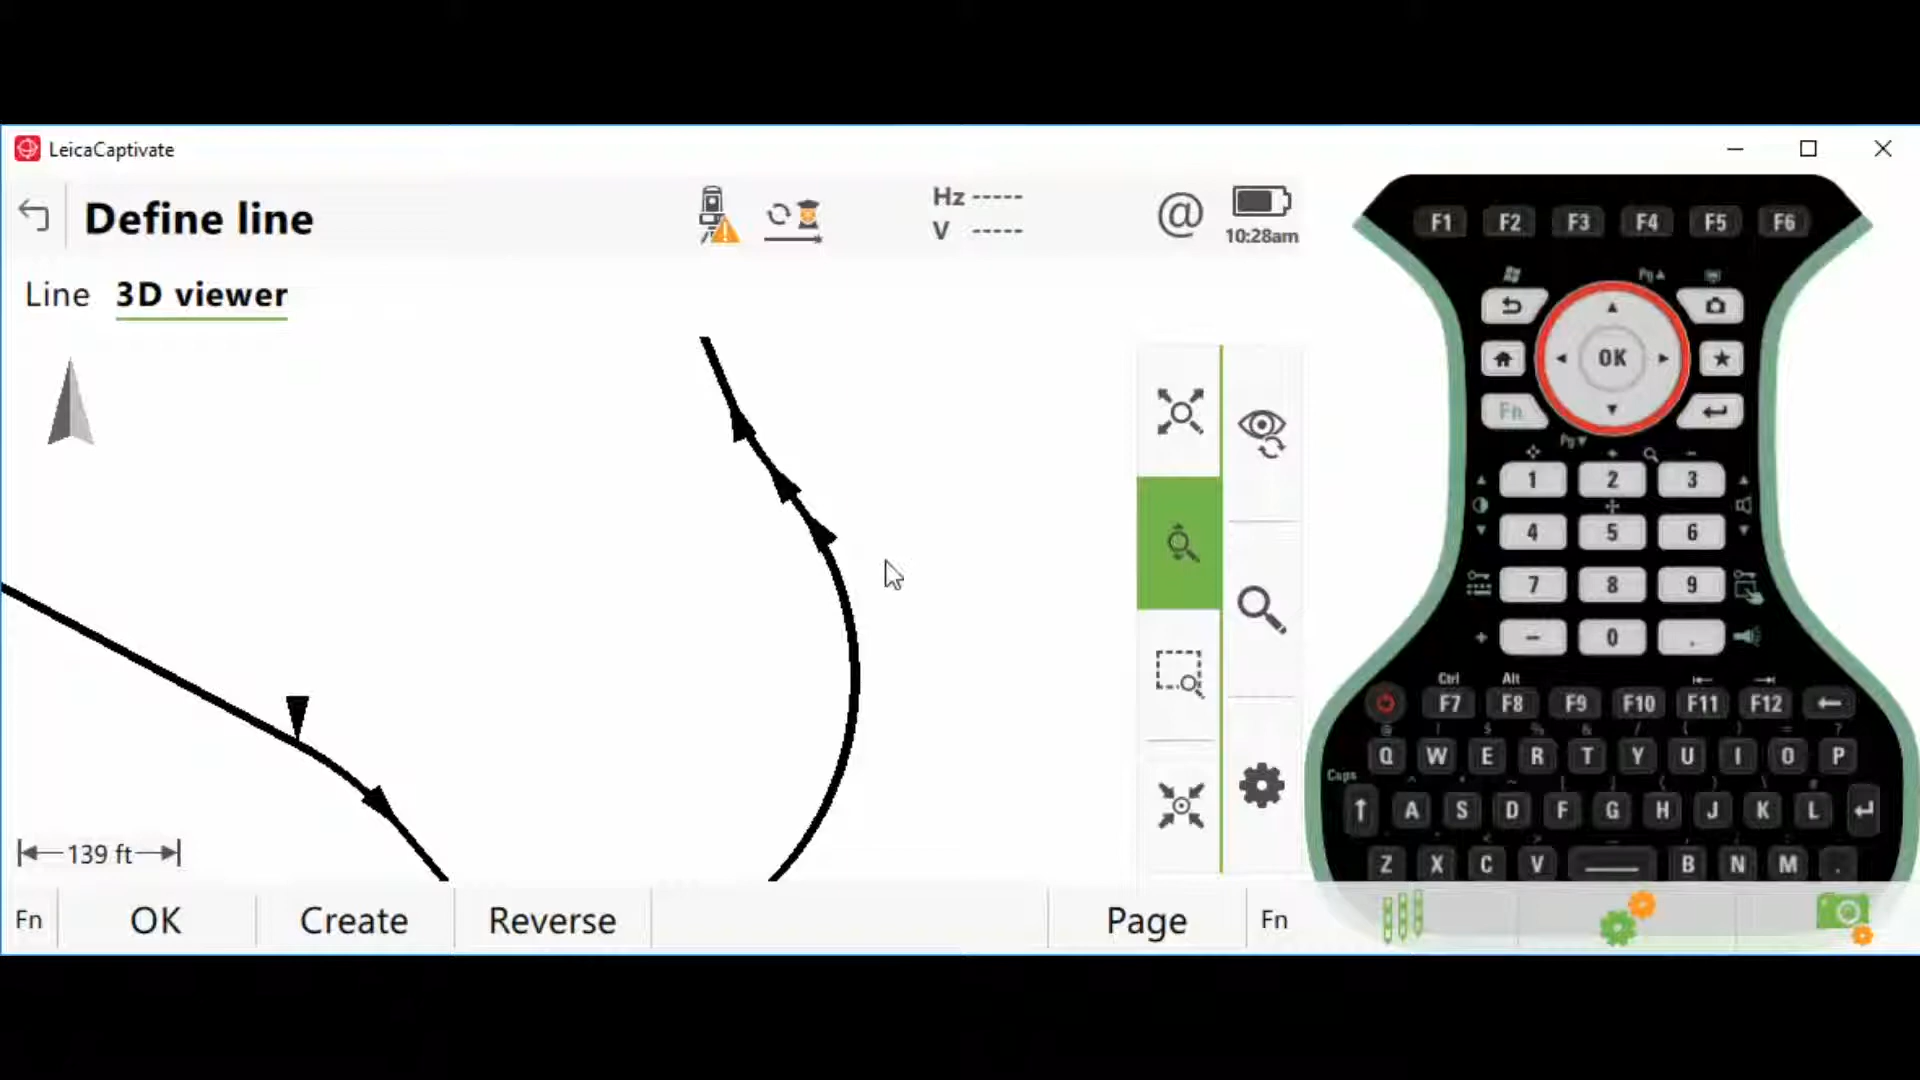 LeicaCaptivate
Define line
Hz -----
V -----
@
10:28am
Line 3D viewer
139 ft
Fn OK Create Reverse Page Fn
F1 F2 F3 F4 F5 F6
Pg
OK
Fn
Pg
+ -
1 2 3
4 5 6
7 8 9
+ - 0 .
Ctrl Alt
F7 F8 F9 F10 F11 F12
Q W E R T Y U I O P
Caps
A S D F G H J K L
Z X C V B N M .